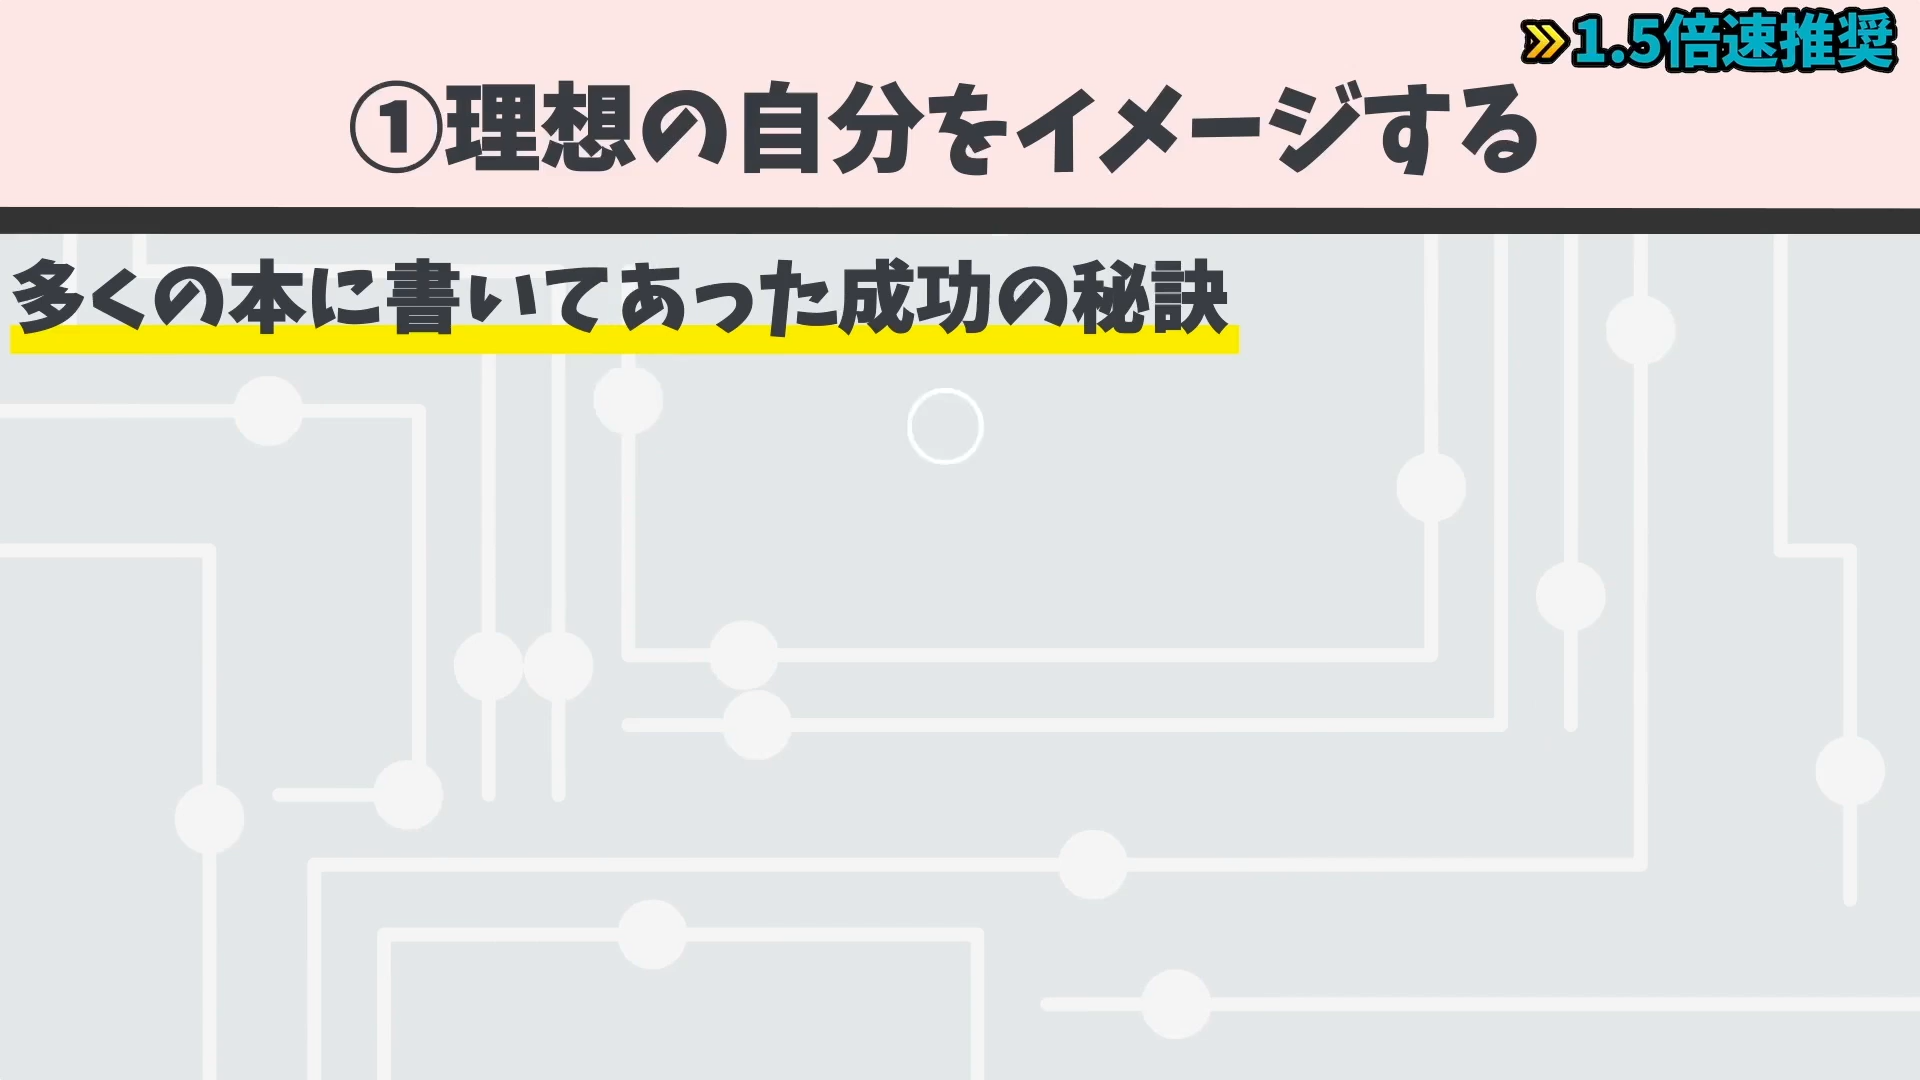 1.5倍速推奨
①理想の自分をイメージする
多くの本に書いてあった成功の秘訣